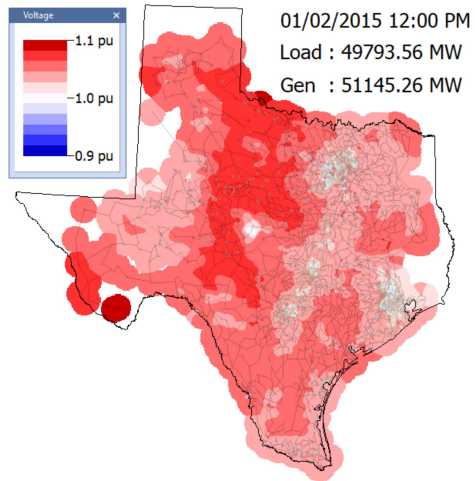 Voltage ×
1.1 pu
1.0 pu
0.9 pu
01/02/2015 12:00 PM
Load : 49793.56 MW
Gen : 51145.26 MW